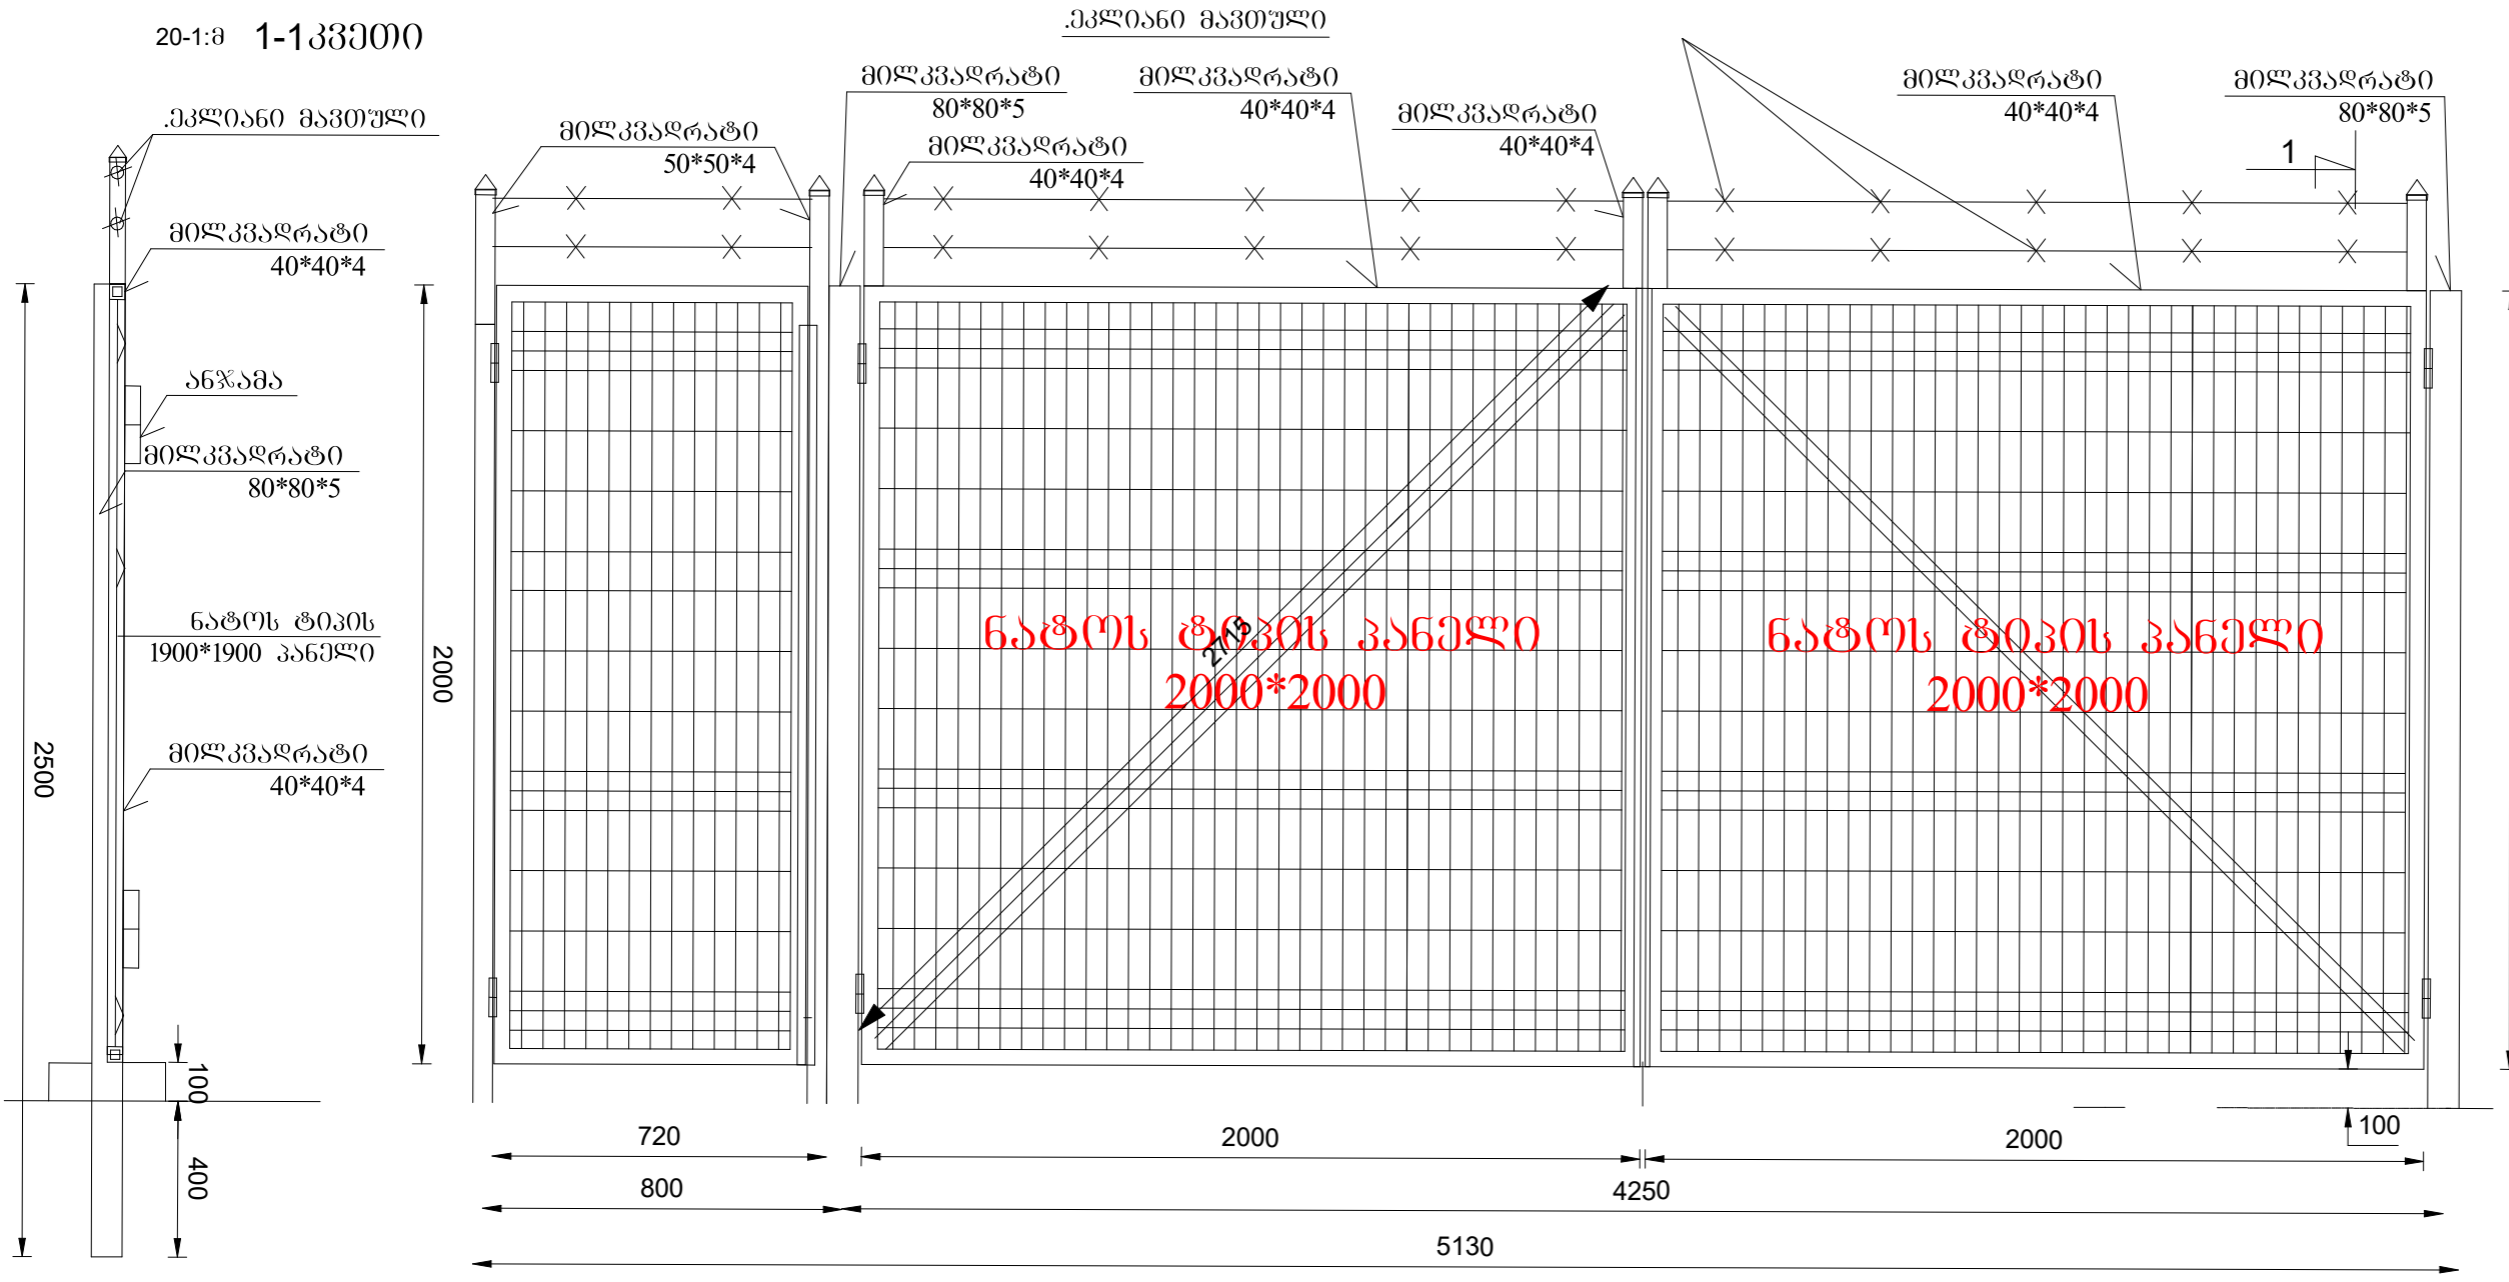 20-1:მ 1-1კვეთი
.ეკლიანი მავთული
მილკვადრატი
40*40*4
ანჯამა
მილკვადრატი
80*80*5
ნატოს ტიპის
1900*1900 პანელი
მილკვადრატი
40*40*4
2500
100
400
2000
.ეკლიანი მავთული
მილკვადრატი
50*50*4
მილკვადრატი
80*80*5
მილკვადრატი
40*40*4
მილკვადრატი
40*40*4
მილკვადრატი
40*40*4
მილკვადრატი
40*40*4
მილკვადრატი
80*80*5
1
ნატოს ტიპის პანელი
2000*2000
2715
ნატოს ტიპის პანელი
2000*2000
720
2000
2000
100
800
4250
5130